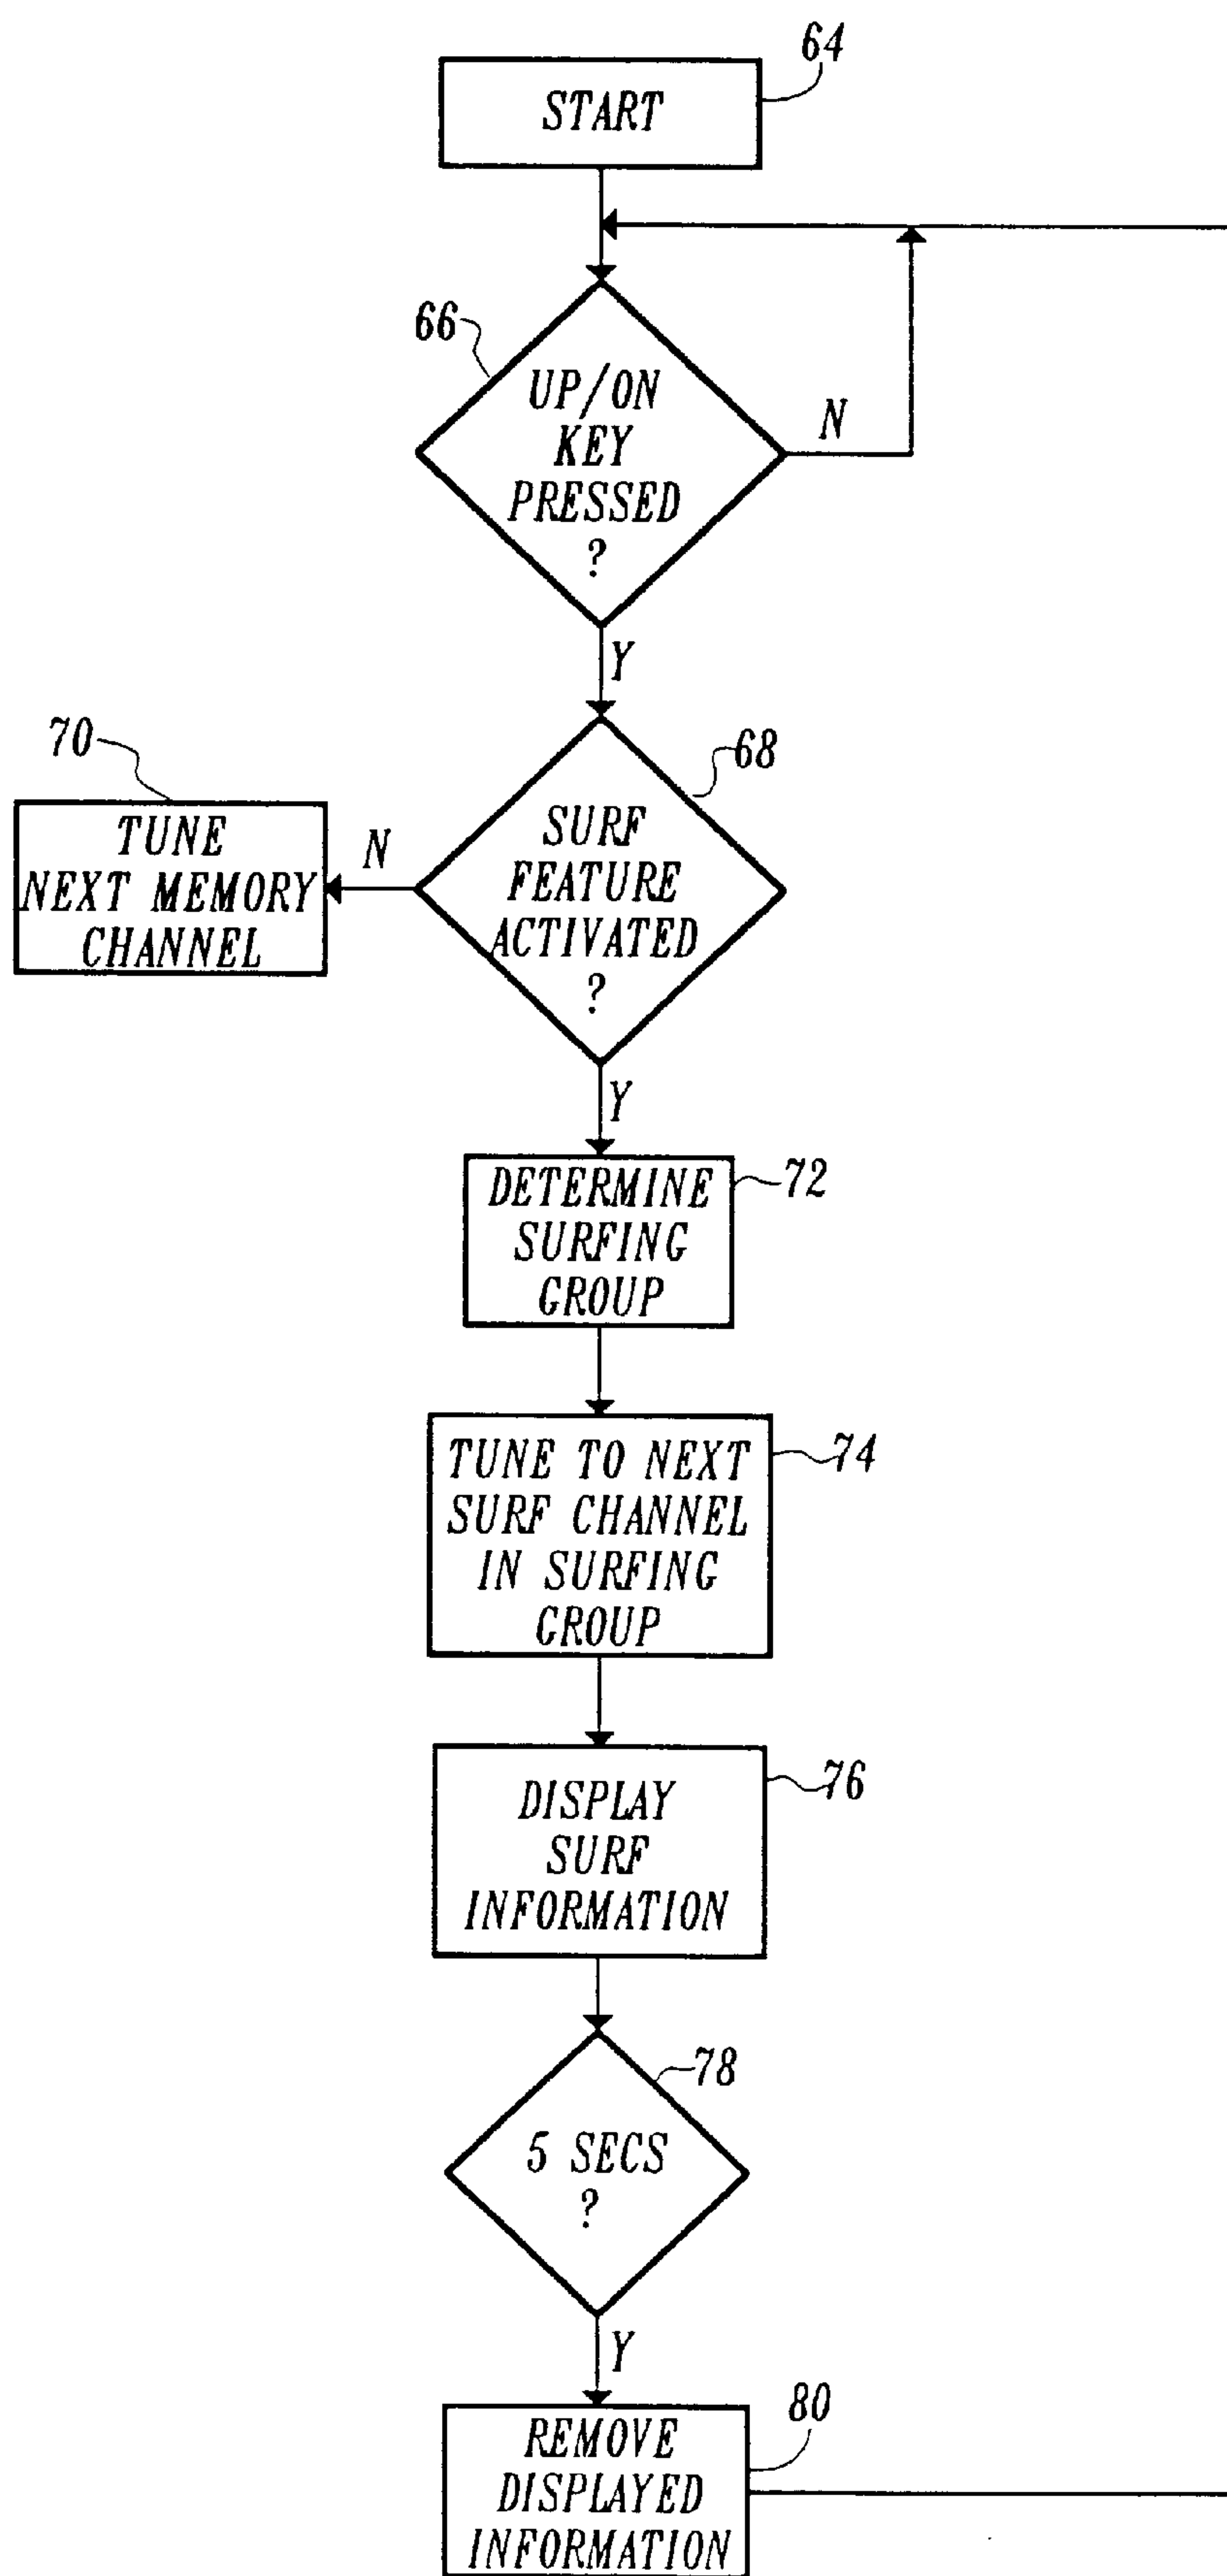 64
START
66
UP/ON
KEY
PRESSED
?
N
Y
70
68
TUNE
NEXT MEMORY
CHANNEL
N
SURF
FEATURE
ACTIVATED
?
Y
DETERMINE
SURFING
GROUP
72
TUNE TO NEXT
SURF CHANNEL
IN SURFING
GROUP
74
DISPLAY
SURF
INFORMATION
76
78
5 SECS
?
Y
80
REMOVE
DISPLAYED
INFORMATION